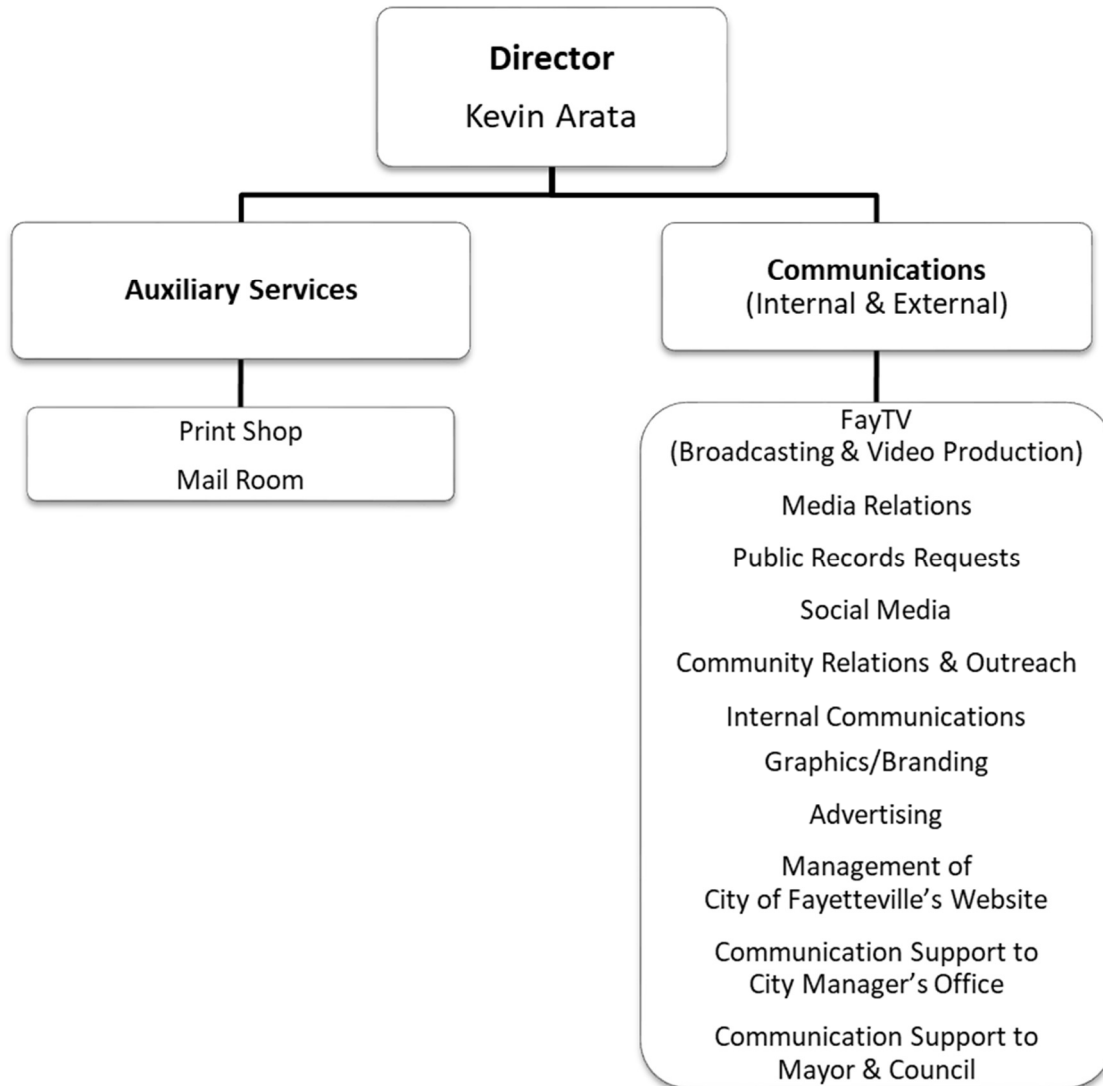 Director
Kevin Arata
Auxiliary Services
Print Shop
Mail Room
Communications
(Internal & External)
FayTV
(Broadcasting & Video Production)
Media Relations
Public Records Requests
Social Media
Community Relations & Outreach
Internal Communications
Graphics/Branding
Advertising
Management of
City of Fayetteville’s Website
Communication Support to
City Manager’s Office
Communication Support to
Mayor & Council